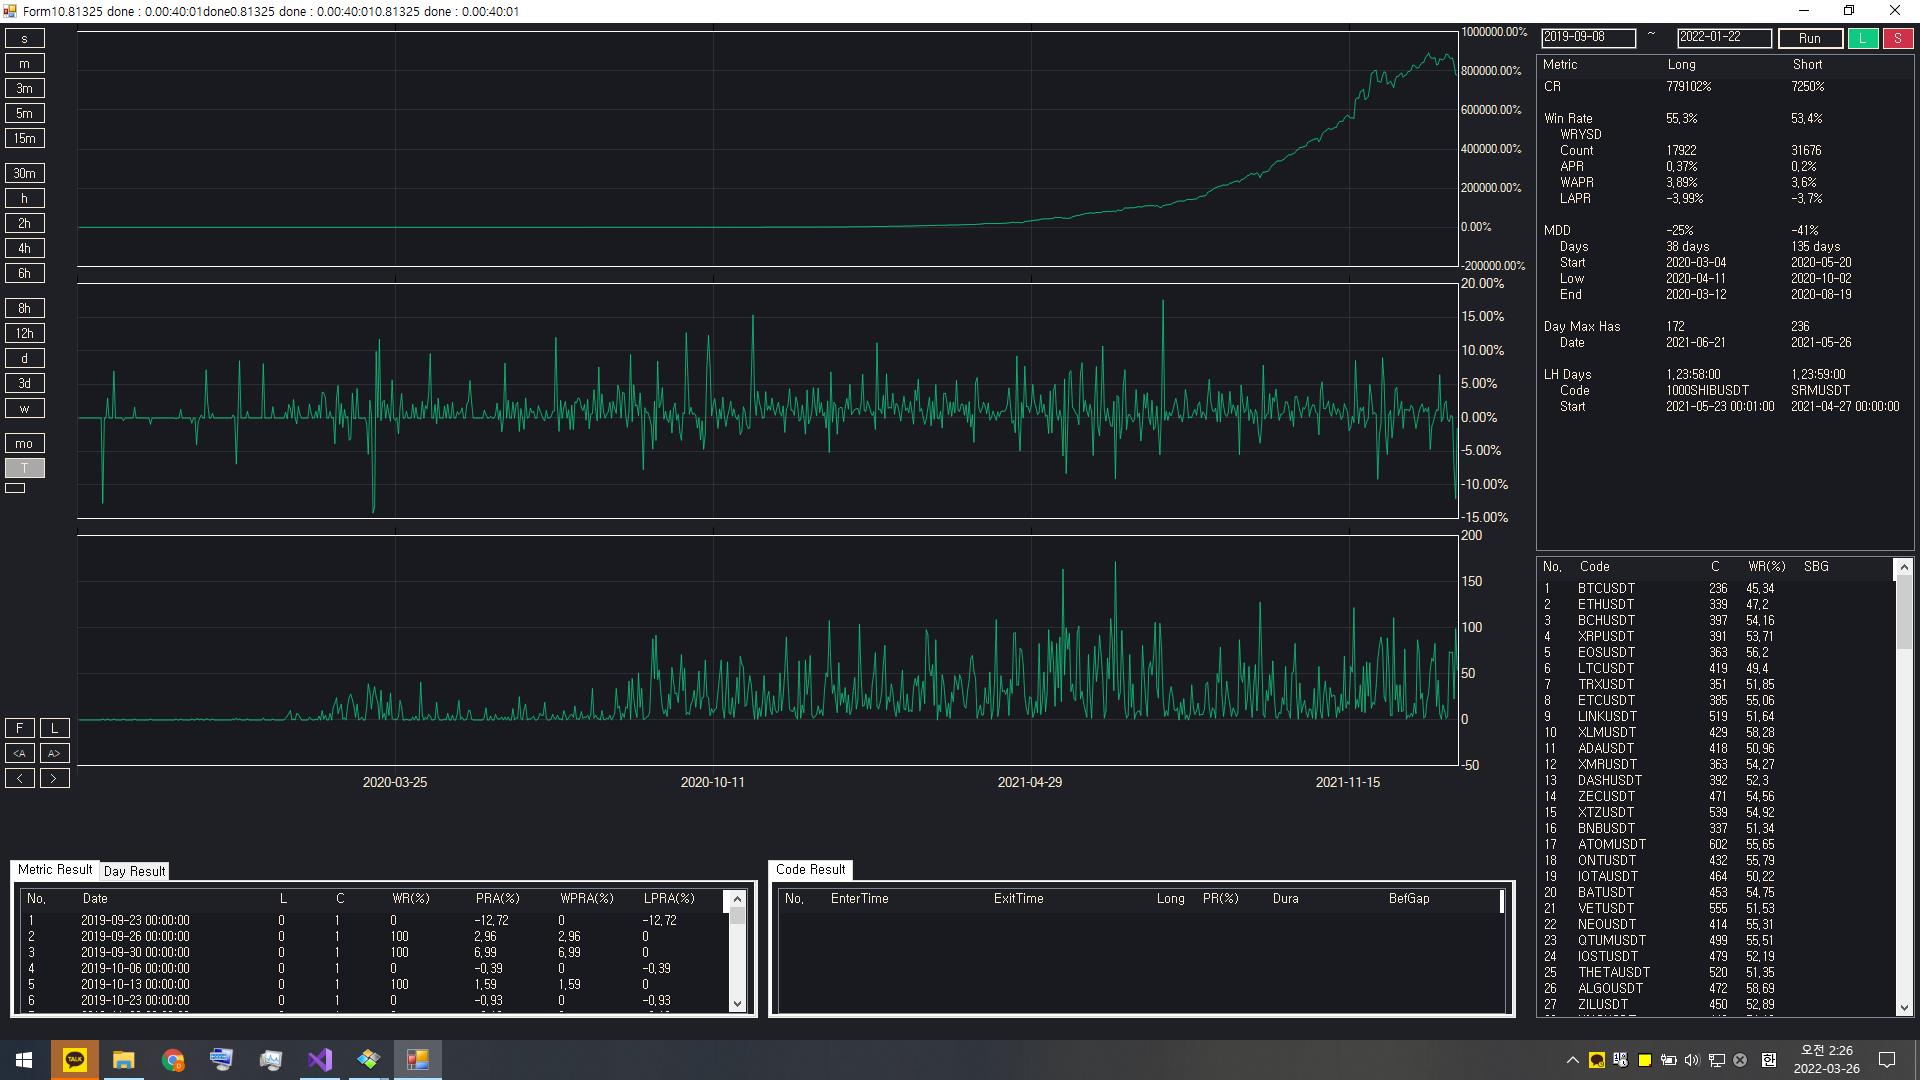 Form10.81325 done : 0.00:40:01done0.81325 done : 0.00:40:010.81325 done : 0.00:40:01
s
m
3m
5m
15m
30m
h
2h
4h
6h
8h
12h
d
3d
w
mo
T
F L
<A A>
< >
1000000.00%
800000.00%
600000.00%
400000.00%
200000.00%
0.00%
-200000.00%
20.00%
15.00%
10.00%
5.00%
0.00%
-5.00%
-10.00%
-15.00%
200
150
100
50
0
-50
2020-03-25 2020-10-11 2021-04-29 2021-11-15
2019-09-08 ~ 2022-01-22 Run L S
Metric Long Short
CR 779102% 7250%
Win Rate 55,3% 53,4%
WRYSD
Count 17922 31676
APR 0,37% 0,2%
WAPR 3,89% 3,6%
LAPR -3,99% -3,7%
MDD -25% -41%
Days 38 days 135 days
Start 2020-03-04 2020-05-20
Low 2020-04-11 2020-10-02
End 2020-03-12 2020-08-19
Day Max Has 172 236
Date 2021-06-21 2021-05-26
LH Days 1,23:58:00 1,23:59:00
Code 1000SHIBUSDT SRMUSDT
Start 2021-05-23 00:01:00 2021-04-27 00:00:00
No, Code C WR(%) SBG
1 BTCUSDT 236 45,34
2 ETHUSDT 339 47,2
3 BCHUSDT 397 54,16
4 XRPUSDT 391 53,71
5 EOSUSDT 363 56,2
6 LTCUSDT 419 49,4
7 TRXUSDT 351 51,85
8 ETCUSDT 385 55,06
9 LINKUSDT 519 51,64
10 XLMUSDT 429 58,28
11 ADAUSDT 418 50,96
12 XMRUSDT 363 54,27
13 DASHUSDT 392 52,3
14 ZECUSDT 471 54,56
15 XTZUSDT 539 54,92
16 BNBUSDT 337 51,34
17 ATOMUSDT 602 55,65
18 ONTUSDT 432 55,79
19 IOTAUSDT 464 50,22
20 BATUSDT 453 54,75
21 VETUSDT 555 51,53
22 NEOUSDT 414 55,31
23 QTUMUSDT 499 55,51
24 IOSTUSDT 479 52,19
25 THETAUSDT 520 51,35
26 ALGOUSDT 472 58,69
27 ZILUSDT 450 52,89
Metric Result Day Result
No, Date L C WR(%) PRA(%) WPRA(%) LPRA(%)
1 2019-09-23 00:00:00 0 1 0 -12,72 0 -12,72
2 2019-09-26 00:00:00 0 1 100 2,96 2,96 0
3 2019-09-30 00:00:00 0 1 100 6,99 6,99 0
4 2019-10-06 00:00:00 0 1 0 -0,39 0 -0,39
5 2019-10-13 00:00:00 0 1 100 1,59 1,59 0
6 2019-10-23 00:00:00 0 1 0 -0,93 0 -0,93
Code Result
No, EnterTime ExitTime Long PR(%) Dura BefGap
TALK
오전 2:26
2022-03-26